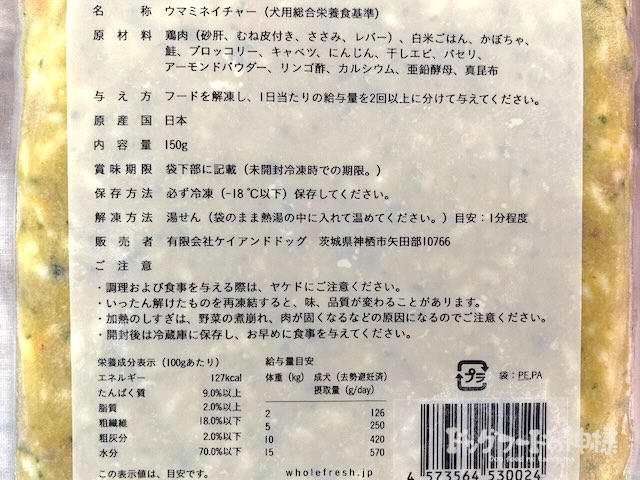 名称 ウマミネイチャー（犬用総合栄養食基準）
原材料 鶏肉（砂肝、むね皮付き、ささみ、レバー）、白米ごはん、かぼちゃ、
鮭、ブロッコリー、キャベツ、にんじん、干しエビ、パセリ、
アーモンドパウダー、リンゴ酢、カルシウム、亜鉛酵母、真昆布
与え方 フードを解凍し、1日当たりの給与量を2回以上に分けて与えてください。
原産国 日本
内容量 150g
賞味期限 袋下部に記載（未開封冷凍時での期限。）
保存方法 必ず冷凍（-18℃以下）保存してください。
解凍方法 湯せん（袋のまま熱湯の中に入れて温めてください。）目安：1分程度
販売者 有限会社ケイアンドドッグ 茨城県神栖市矢田部10766
ご注意
・調理および食事を与える際は、ヤケドにご注意ください。
・いったん解けたものを再凍結すると、味、品質が変わることがあります。
・加熱のしすぎは、野菜の煮崩れ、肉が固くなるなどの原因になるのでご注意ください。
・開封後は冷蔵庫に保存し、お早めに食事を与えてください。
栄養成分表示（100gあたり）
エネルギー 127kcal
たんぱく質 9.0%以上
脂質 2.0%以上
粗繊維 18.0%以下
粗灰分 2.0%以下
水分 70.0%以下
この表示値は、目安です。
給与量目安
体重（kg） 成犬（去勢避妊済）
摂取量（g/day）
2 126
5 250
10 420
15 570
wholefresh.jp
プラ 袋：PE,PA
ドッグフードの神様
4 573564 530024